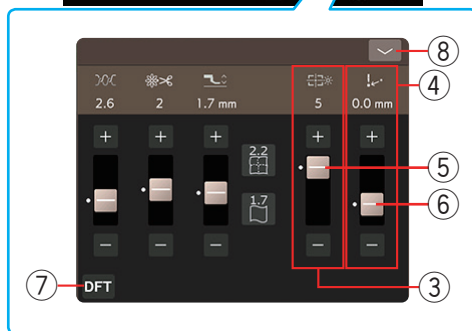 ⑧
④
2.6 2 1.7 mm 5 0.0 mm
+ + + + +
2.2
⑤
1.7
⑥
− − − − −
⑦ ③
DFT